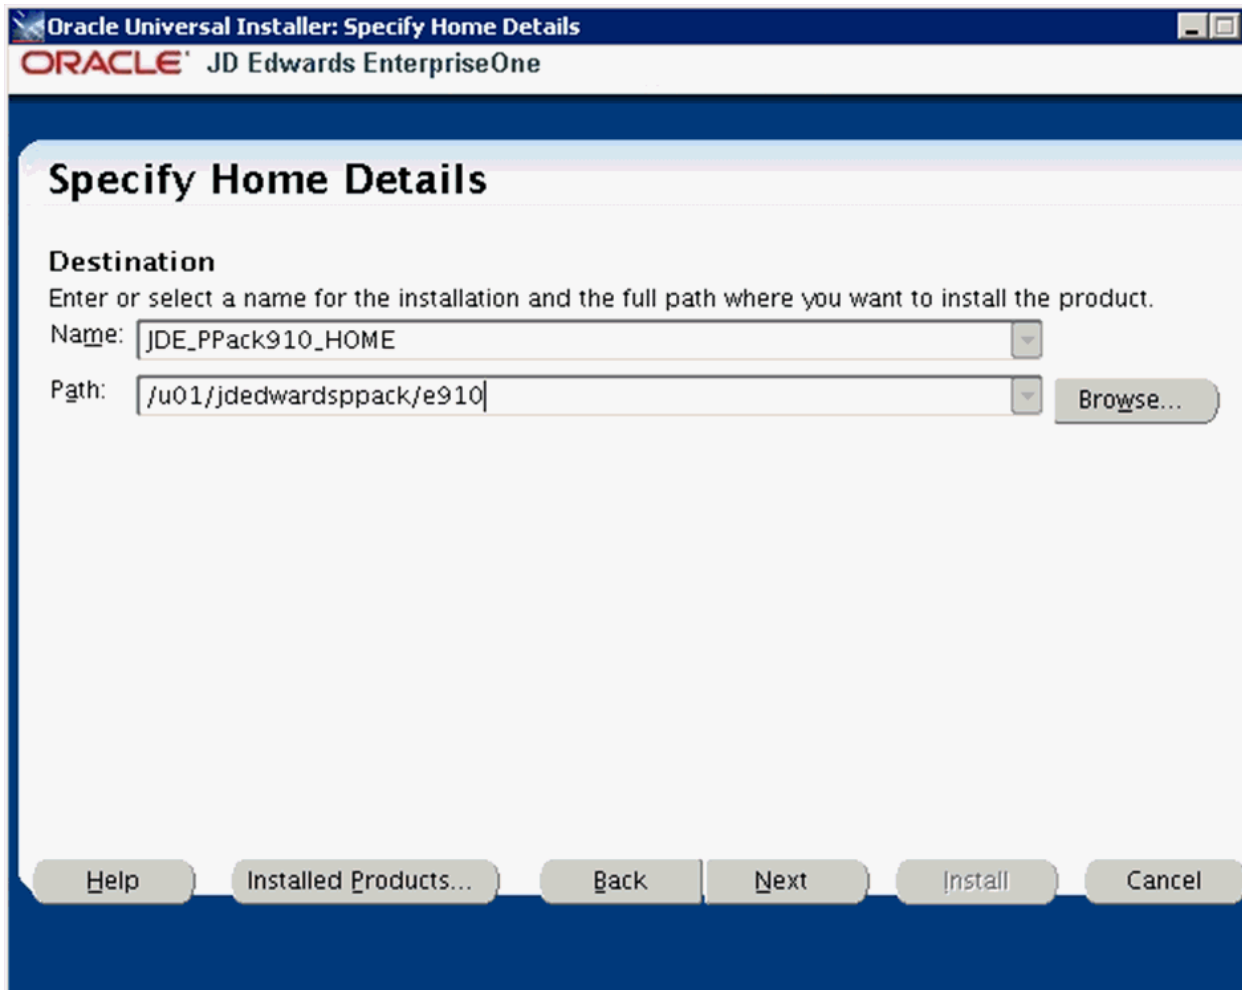 Oracle Universal Installer: Specify Home Details
ORACLE JD Edwards EnterpriseOne
Specify Home Details
Destination
Enter or select a name for the installation and the full path where you want to install the product.
Name: JDE_PPack910_HOME
Path: /u01/jdedwardsppack/e910 Browse...
Help Installed Products... Back Next Install Cancel